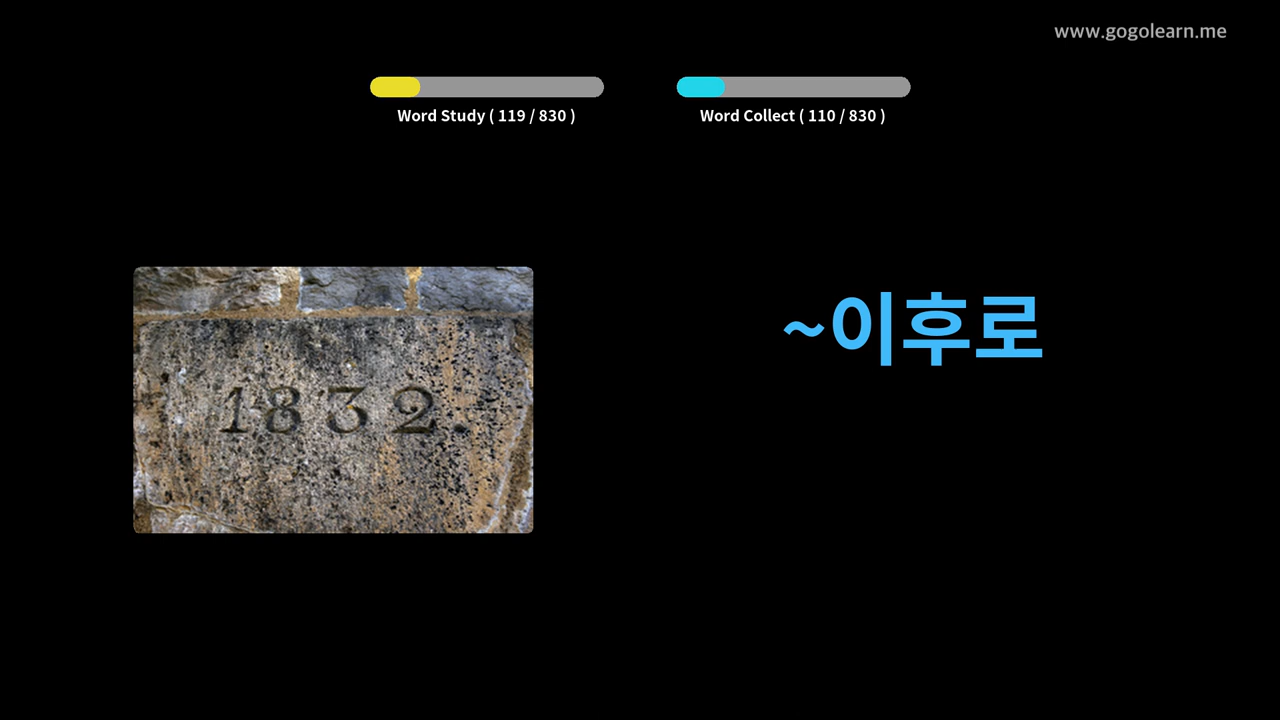 www.gogolearn.me
Word Study ( 119 / 830 )
Word Collect ( 110 / 830 )
~이후로
1832.